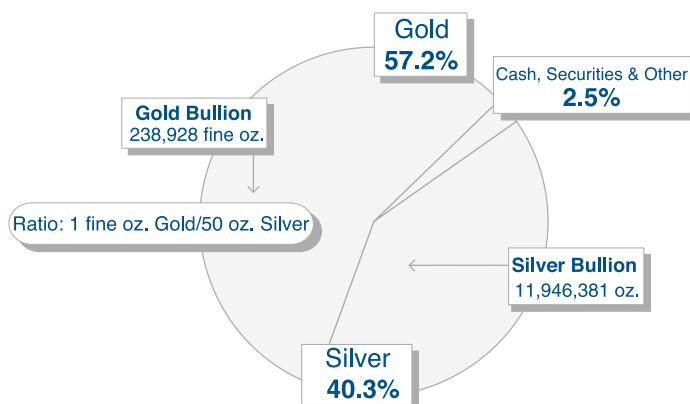 Gold
57.2%
Cash, Securities & Other
2.5%
Gold Bullion
238,928 fine oz.
Ratio: 1 fine oz. Gold/50 oz. Silver
Silver Bullion
11,946,381 oz.
Silver
40.3%